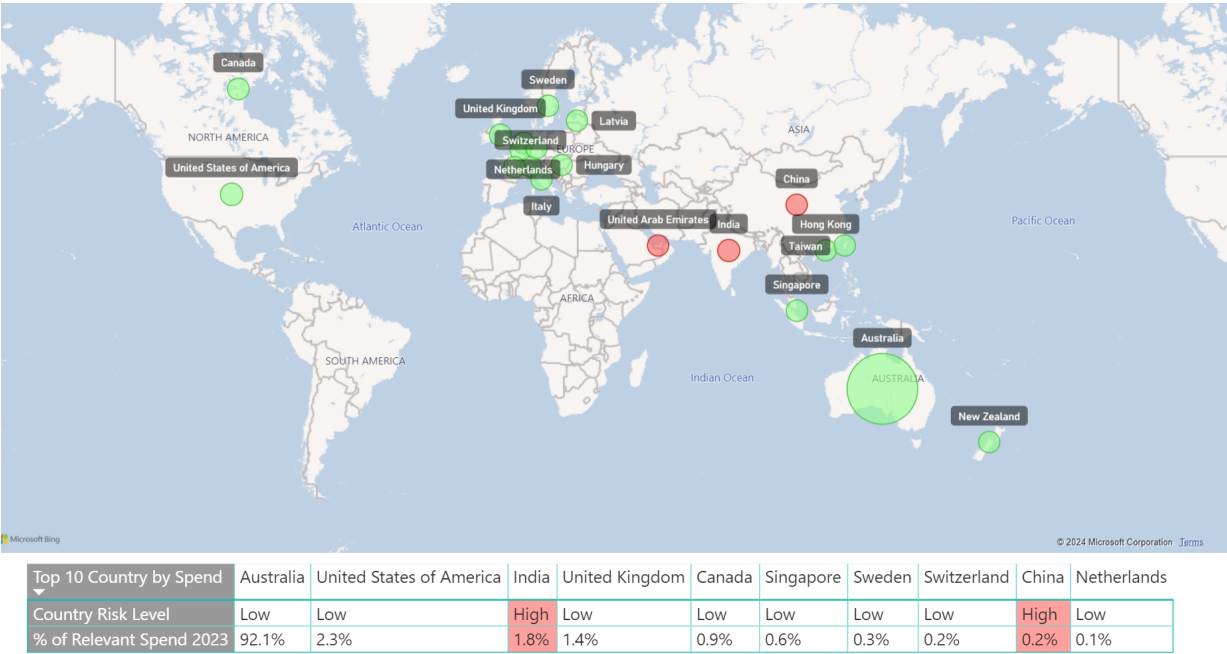 Canada
Sweden
United Kingdom
Latvia
NORTH AMERICA
ASIA
Switzerland
EUROPE
United States of America
Netherlands
Hungary
China
Italy
Atlantic Ocean
United Arab Emirates
India
Hong Kong
Pacific Ocean
Taiwan
Singapore
AFRICA
Australia
SOUTH AMERICA
Indian Ocean
AUSTRALIA
New Zealand
Microsoft Bing
© 2024 Microsoft Corporation Terms
Top 10 Country by Spend Australia United States of America India United Kingdom Canada Singapore Sweden Switzerland China Netherlands
Country Risk Level Low Low High Low Low Low Low Low High Low
% of Relevant Spend 2023 92.1% 2.3% 1.8% 1.4% 0.9% 0.6% 0.3% 0.2% 0.2% 0.1%